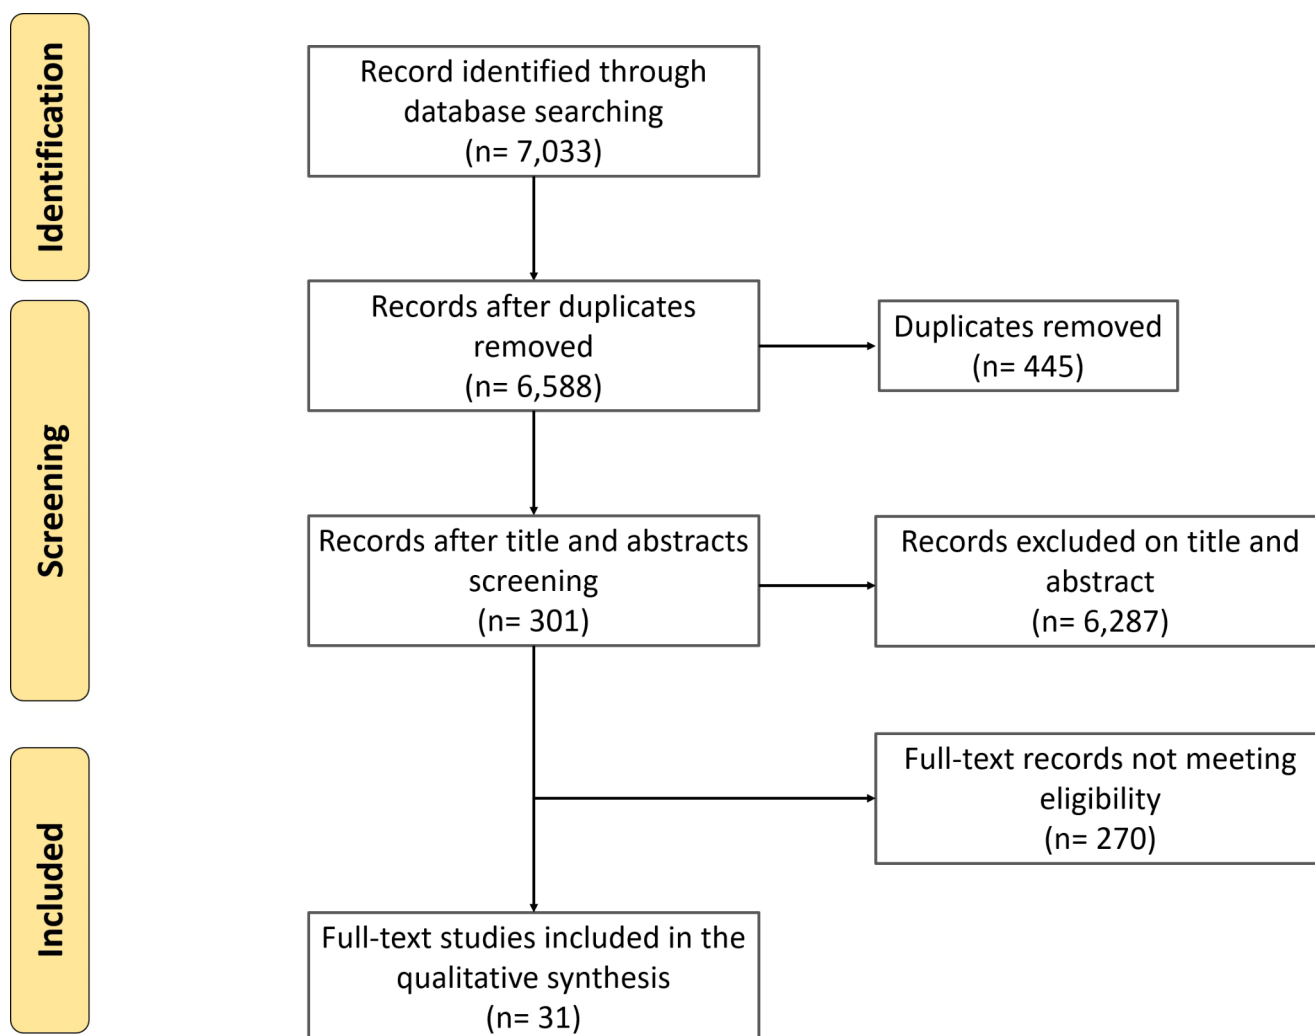 Identification
Record identified through
database searching
(n= 7,033)
Screening
Records after duplicates
removed
(n= 6,588)
Duplicates removed
(n= 445)
Records after title and abstracts
screening
(n= 301)
Records excluded on title and
abstract
(n= 6,287)
Included
Full-text records not meeting
eligibility
(n= 270)
Full-text studies included in the
qualitative synthesis
(n= 31)